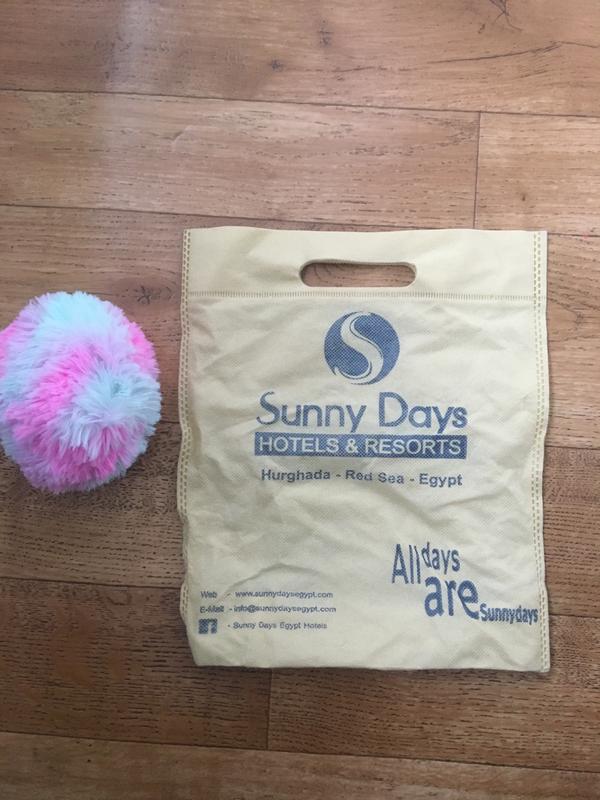 S
Sunny Days
HOTELS & RESORTS
Hurghada - Red Sea - Egypt
All days
are Sunnydays
Web - www.sunnydaysegypt.com
E-Mail - info@sunnydaysegypt.com
f - Sunny Days Egypt Hotels